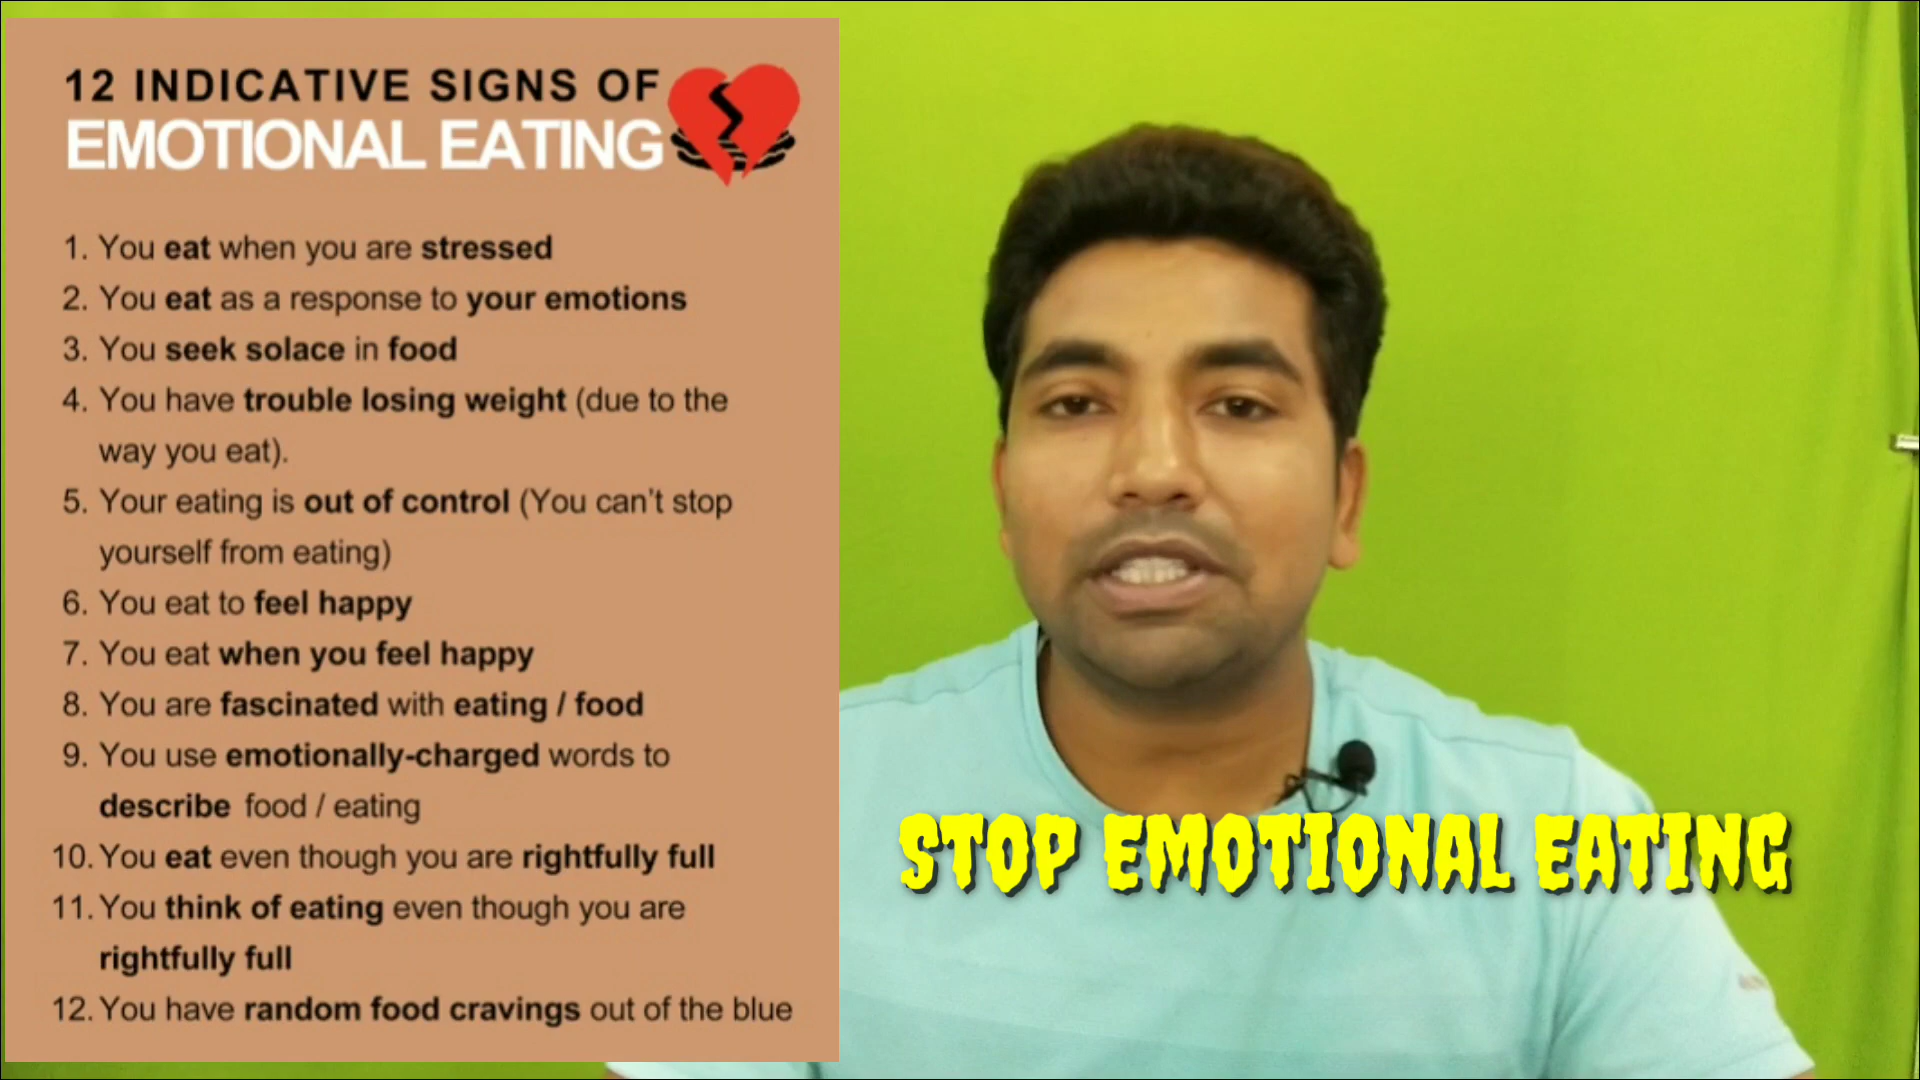 12 INDICATIVE SIGNS OF
EMOTIONAL EATING
1. You eat when you are stressed
2. You eat as a response to your emotions
3. You seek solace in food
4. You have trouble losing weight (due to the
way you eat).
5. Your eating is out of control (You can't stop
yourself from eating)
6. You eat to feel happy
7. You eat when you feel happy
8. You are fascinated with eating / food
9. You use emotionally-charged words to
describe food / eating
10. You eat even though you are rightfully full
11. You think of eating even though you are
rightfully full
12. You have random food cravings out of the blue
STOP EMOTIONAL EATING